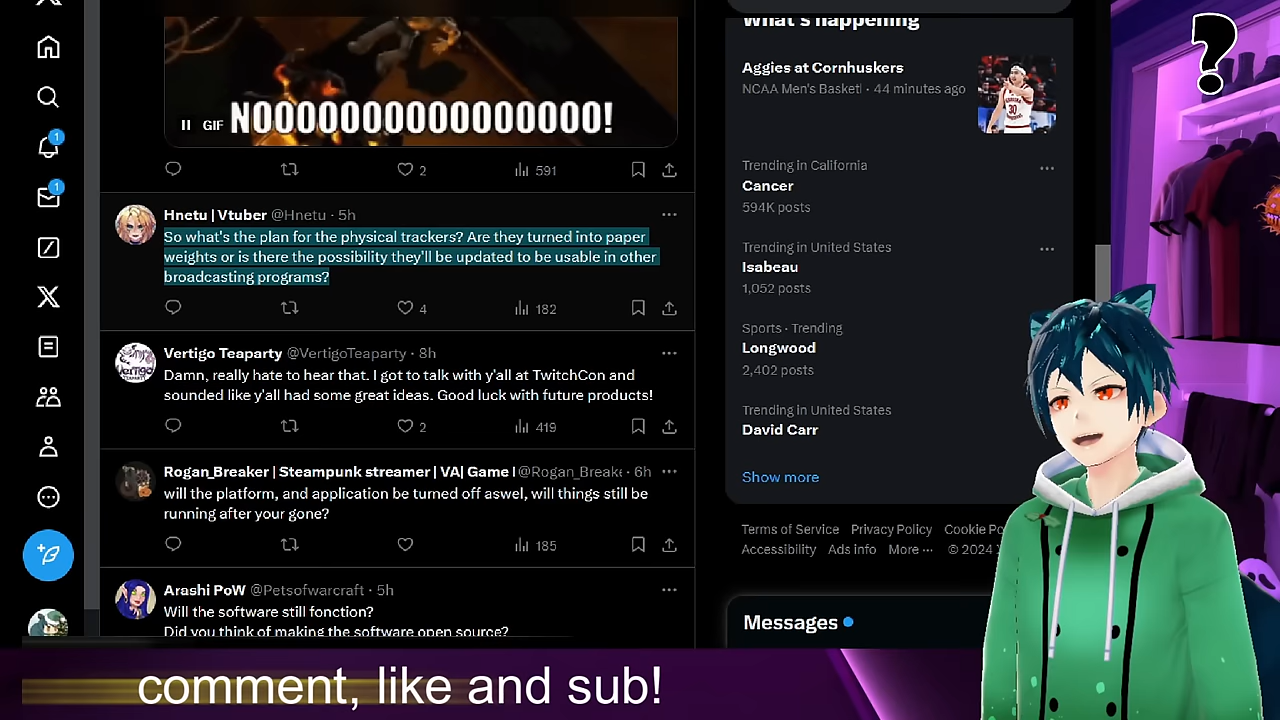 GIF NOOOOOOOOOOOOOOOO!
2 591
Hnetu | Vtuber @Hnetu · 5h
So what's the plan for the physical trackers? Are they turned into paper
weights or is there the possibility they'll be updated to be usable in other
broadcasting programs?
4 182
Vertigo Teaparty @VertigoTeaparty · 8h
Damn, really hate to hear that. I got to talk with y'all at TwitchCon and
sounded like y'all had some great ideas. Good luck with future products!
2 419
Rogan_Breaker | Steampunk streamer | VA| Game | @Rogan_Breake · 6h
will the platform, and application be turned off aswel, will things still be
running after your gone?
185
Arashi PoW @Petsofwarcraft · 5h
Will the software still fonction?
Did you think of making the software open source?
1
1
What's happening
Aggies at Cornhuskers
NCAA Men's Basketl · 44 minutes ago
30
Trending in California
Cancer
594K posts
Trending in United States
Isabeau
1,052 posts
Sports · Trending
Longwood
2,402 posts
Trending in United States
David Carr
Show more
Terms of Service Privacy Policy Cookie Po
Accessibility Ads info More ··· © 2024
Messages
?
comment, like and sub!